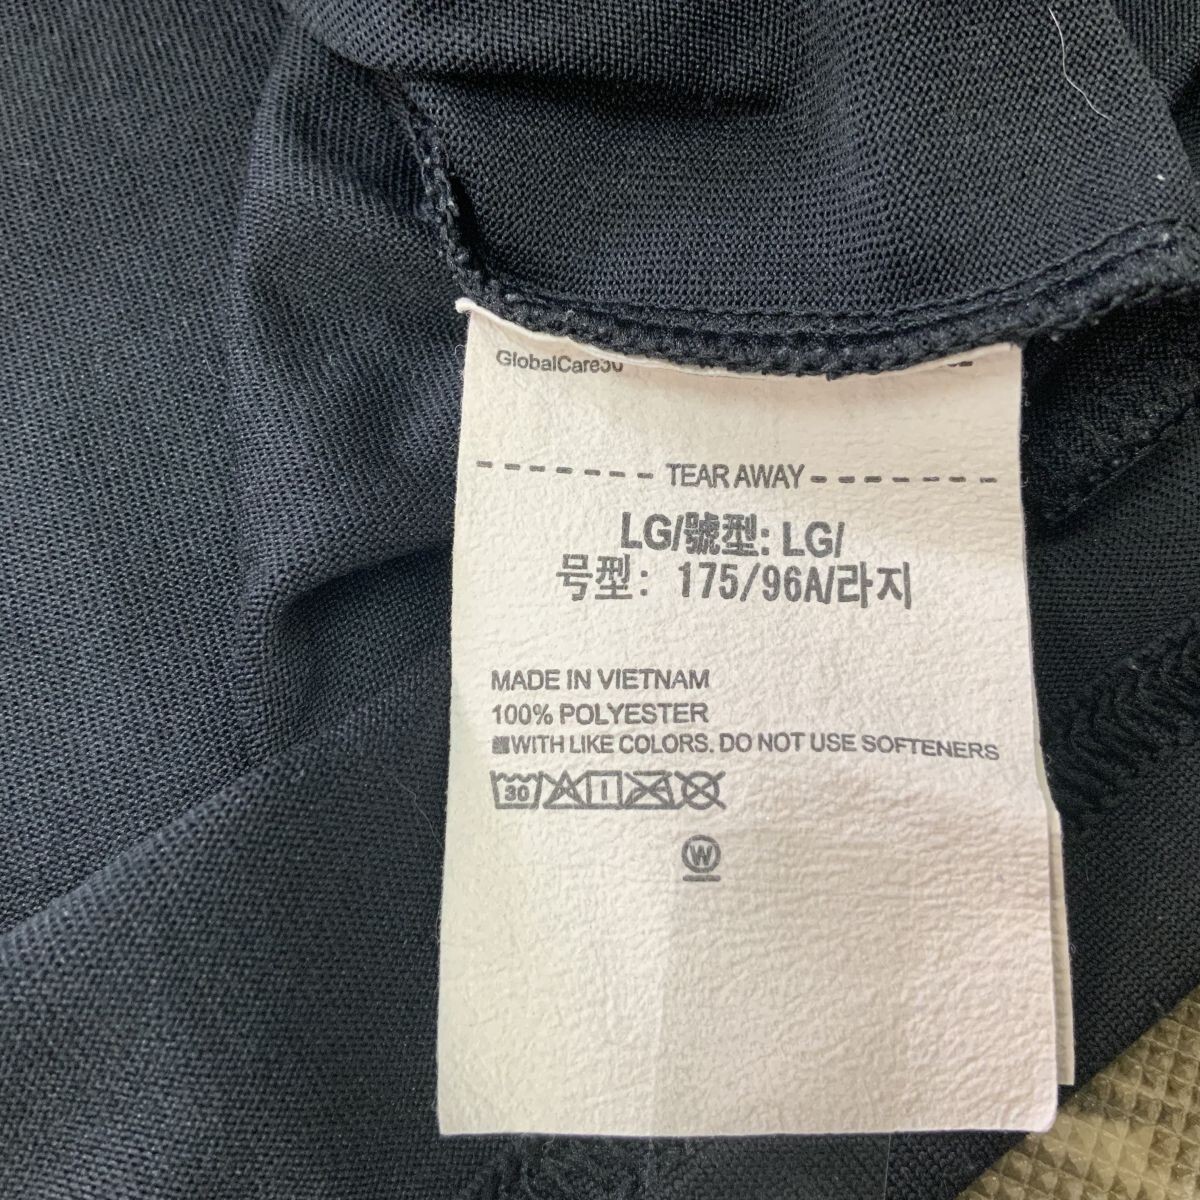 GlobalCare30
TEAR AWAY
LG/號型: LG/
号型: 175/96A/라지
MADE IN VIETNAM
100% POLYESTER
WITH LIKE COLORS. DO NOT USE SOFTENERS
30
W